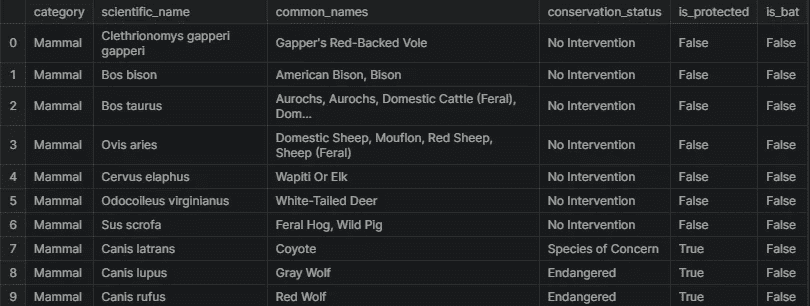 category scientific_name common_names conservation_status is_protected is_bat
0 Mammal Clethrionomys gapperi gapperi Gapper's Red-Backed Vole No Intervention False False
1 Mammal Bos bison American Bison, Bison No Intervention False False
2 Mammal Bos taurus Aurochs, Aurochs, Domestic Cattle (Feral), Dom... No Intervention False False
3 Mammal Ovis aries Domestic Sheep, Mouflon, Red Sheep, Sheep (Feral) No Intervention False False
4 Mammal Cervus elaphus Wapiti Or Elk No Intervention False False
5 Mammal Odocoileus virginianus White-Tailed Deer No Intervention False False
6 Mammal Sus scrofa Feral Hog, Wild Pig No Intervention False False
7 Mammal Canis latrans Coyote Species of Concern True False
8 Mammal Canis lupus Gray Wolf Endangered True False
9 Mammal Canis rufus Red Wolf Endangered True False